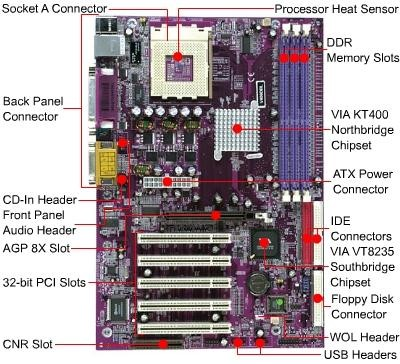 Socket A Connector
Processor Heat Sensor
DDR
Memory Slots
Back Panel
Connector
VIA KT400
Northbridge
Chipset
ATX Power
Connector
CD-In Header
Front Panel
Audio Header
AGP 8X Slot
IDE
Connectors
VIA VT8235
Southbridge
Chipset
32-bit PCI Slots
Floppy Disk
Connector
WOL Header
CNR Slot
USB Headers